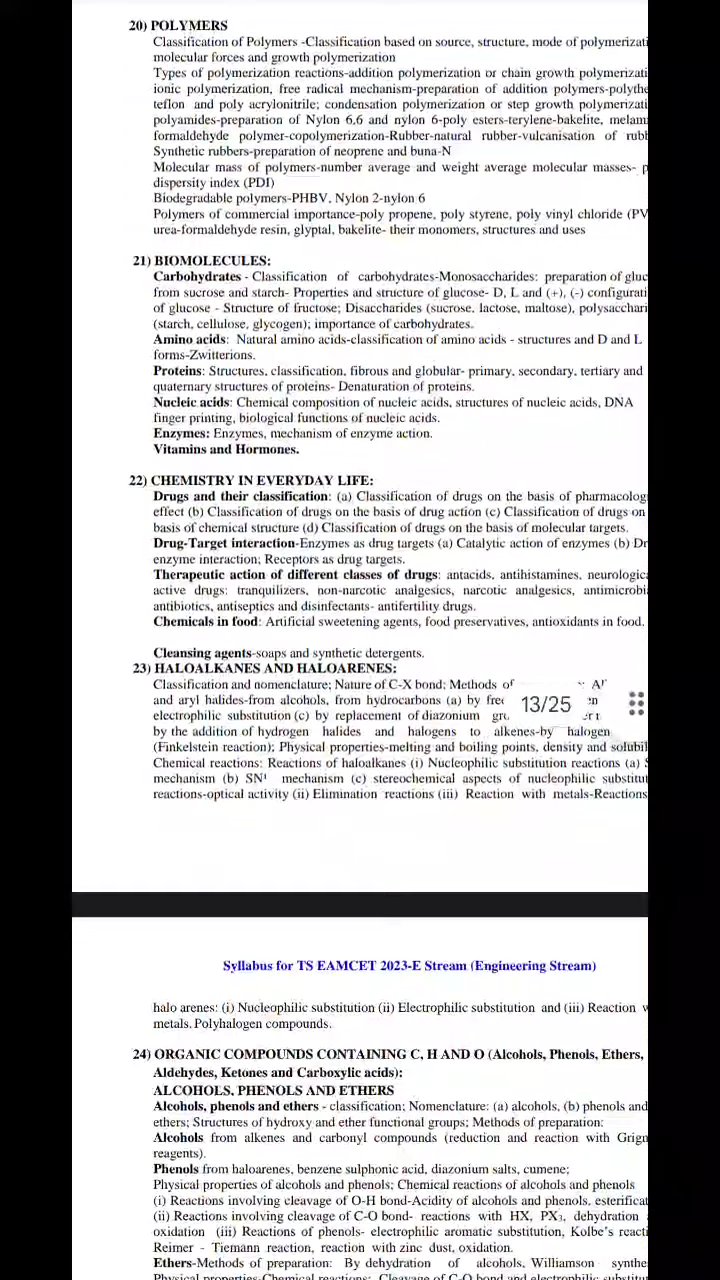 20) POLYMERS
Classification of Polymers -Classification based on source, structure, mode of polymerizati
molecular forces and growth polymerization
Types of polymerization reactions-addition polymerization or chain growth polymerizati
ionic polymerization, free radical mechanism-preparation of addition polymers-polythe
teflon and poly acrylonitrile; condensation polymerization or step growth polymerizati
polyamides-preparation of Nylon 6,6 and nylon 6-poly esters-terylene-bakelite, melam
formaldehyde polymer-copolymerization-Rubber-natural rubber-vulcanisation of rubb
Synthetic rubbers-preparation of neoprene and buna-N
Molecular mass of polymers-number average and weight average molecular masses- p
dispersity index (PDI)
Biodegradable polymers-PHBV, Nylon 2-nylon 6
Polymers of commercial importance-poly propene, poly styrene, poly vinyl chloride (PV
urea-formaldehyde resin, glyptal, bakelite- their monomers, structures and uses
21) BIOMOLECULES:
Carbohydrates - Classification of carbohydrates-Monosaccharides: preparation of gluc
from sucrose and starch- Properties and structure of glucose- D, L and (+), (-) configurati
of glucose - Structure of fructose; Disaccharides (sucrose, lactose, maltose), polysacchari
(starch, cellulose, glycogen); importance of carbohydrates.
Amino acids: Natural amino acids-classification of amino acids - structures and D and L
forms-Zwitterions.
Proteins: Structures, classification, fibrous and globular- primary, secondary, tertiary and
quaternary structures of proteins- Denaturation of proteins.
Nucleic acids: Chemical composition of nucleic acids, structures of nucleic acids, DNA
finger printing, biological functions of nucleic acids.
Enzymes: Enzymes, mechanism of enzyme action.
Vitamins and Hormones.
22) CHEMISTRY IN EVERYDAY LIFE:
Drugs and their classification: (a) Classification of drugs on the basis of pharmacolog
effect (b) Classification of drugs on the basis of drug action (c) Classification of drugs on
basis of chemical structure (d) Classification of drugs on the basis of molecular targets.
Drug-Target interaction-Enzymes as drug targets (a) Catalytic action of enzymes (b) Dr
enzyme interaction; Receptors as drug targets.
Therapeutic action of different classes of drugs: antacids, antihistamines, neurologica
active drugs: tranquilizers, non-narcotic analgesics, narcotic analgesics, antimicrobi
antibiotics, antiseptics and disinfectants- antifertility drugs.
Chemicals in food: Artificial sweetening agents, food preservatives, antioxidants in food.
Cleansing agents-soaps and synthetic detergents.
23) HALOALKANES AND HALOARENES:
Classification and nomenclature; Nature of C-X bond; Methods of
and aryl halides-from alcohols, from hydrocarbons (a) by free 13/25
electrophilic substitution (c) by replacement of diazonium
by the addition of hydrogen halides and halogens to alkenes-by halogen
(Finkelstein reaction); Physical properties-melting and boiling points, density and solubil
Chemical reactions: Reactions of haloalkanes (i) Nucleophilic substitution reactions (a) S
mechanism (b) SN¹ mechanism (c) stereochemical aspects of nucleophilic substitut
reactions-optical activity (ii) Elimination reactions (iii) Reaction with metals-Reactions
Syllabus for TS EAMCET 2023-E Stream (Engineering Stream)
halo arenes: (i) Nucleophilic substitution (ii) Electrophilic substitution and (iii) Reaction w
metals. Polyhalogen compounds.
24) ORGANIC COMPOUNDS CONTAINING C, H AND O (Alcohols, Phenols, Ethers,
Aldehydes, Ketones and Carboxylic acids):
ALCOHOLS, PHENOLS AND ETHERS
Alcohols, phenols and ethers - classification; Nomenclature: (a) alcohols, (b) phenols and
ethers; Structures of hydroxy and ether functional groups; Methods of preparation:
Alcohols from alkenes and carbonyl compounds (reduction and reaction with Grign
reagents).
Phenols from haloarenes, benzene sulphonic acid, diazonium salts, cumene;
Physical properties of alcohols and phenols; Chemical reactions of alcohols and phenols
(i) Reactions involving cleavage of O-H bond-Acidity of alcohols and phenols, esterificat
(ii) Reactions involving cleavage of C-O bond- reactions with HX, PX₃, dehydration
oxidation (iii) Reactions of phenols- electrophilic aromatic substitution, Kolbe's reacti
Reimer - Tiemann reaction, reaction with zinc dust, oxidation.
Ethers-Methods of preparation: By dehydration of alcohols, Williamson synthe
Physical properties-Chemical reactions: Cleavage of C-O bond and electrophilic substitu